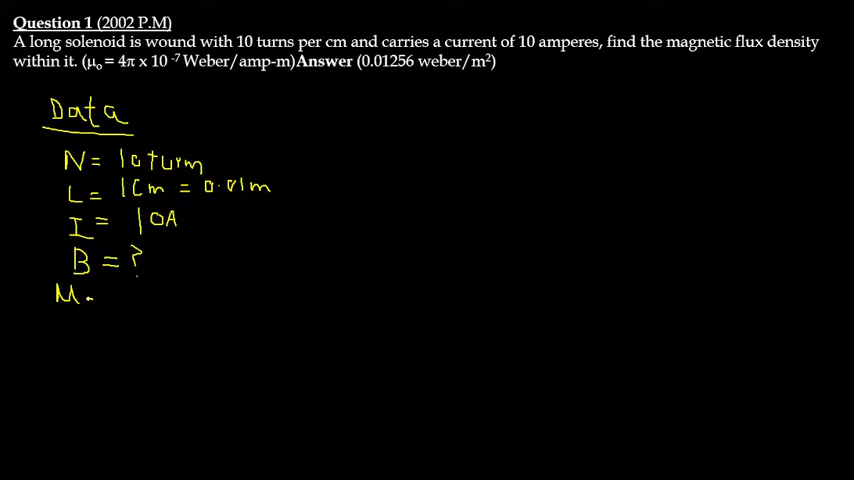 Question 1 (2002 P.M)
A long solenoid is wound with 10 turns per cm and carries a current of 10 amperes, find the magnetic flux density
within it. (μₒ = 4π x 10 ⁻⁷ Weber/amp-m)Answer (0.01256 weber/m²)
Data
N = 10turm
L = 1Cm = 0.01m
I = 10A
B = ?
M